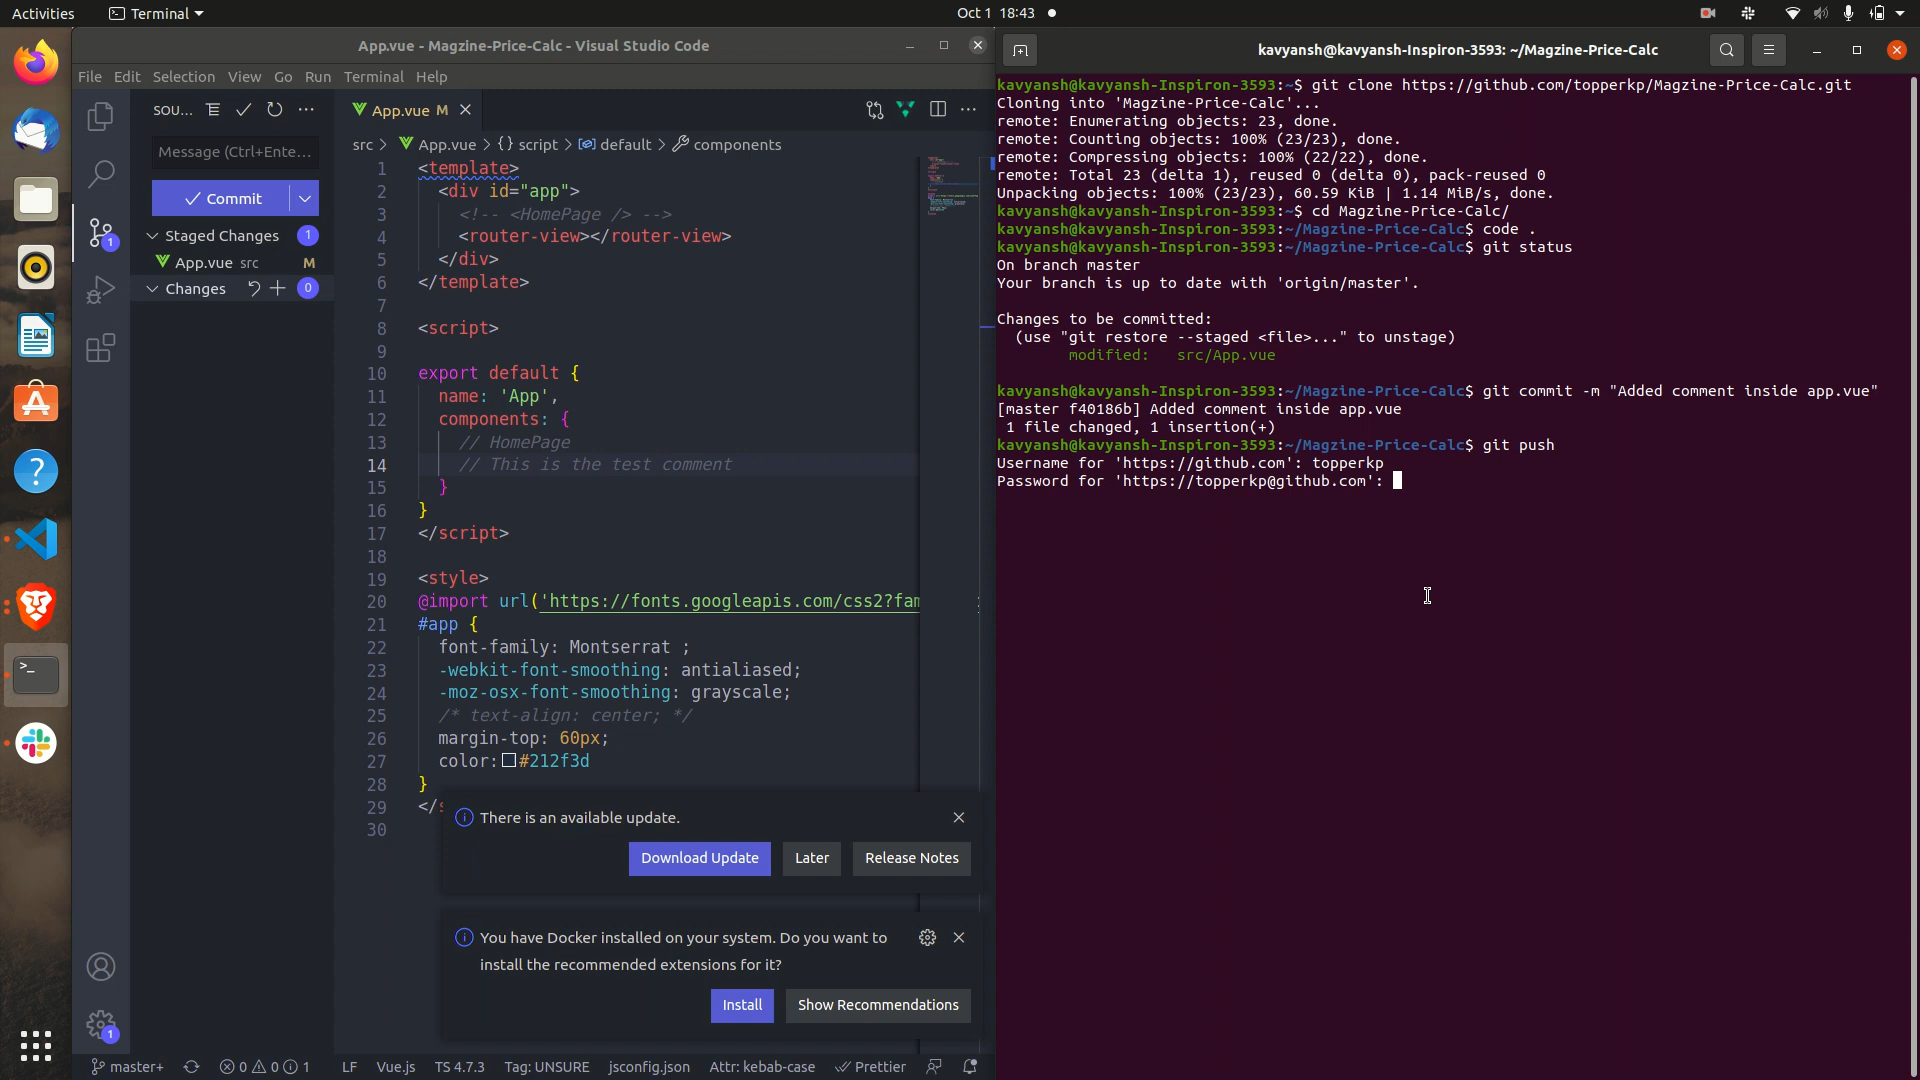 Activities
Terminal
Oct 1 18:43
App.vue - Magzine-Price-Calc - Visual Studio Code
File Edit Selection View Go Run Terminal Help
SOU...
Message (Ctrl+Ente...
Commit
Staged Changes 1
App.vue src M
Changes 0
1
App.vue M
src > App.vue > {} script > default > components
1 <template>
2 <div id="app">
3 <!-- <HomePage /> -->
4 <router-view></router-view>
5 </div>
6 </template>
7
8 <script>
9
10 export default {
11 name: 'App',
12 components: {
13 // HomePage
14 // This is the test comment
15 }
16 }
17 </script>
18
19 <style>
20 @import url('https://fonts.googleapis.com/css2?fam
21 #app {
22 font-family: Montserrat ;
23 -webkit-font-smoothing: antialiased;
24 -moz-osx-font-smoothing: grayscale;
25 /* text-align: center; */
26 margin-top: 60px;
27 color: #212f3d
28 }
29 </s
30
There is an available update.
Download Update Later Release Notes
You have Docker installed on your system. Do you want to
install the recommended extensions for it?
Install Show Recommendations
1
master+ 0 0 1 LF Vue.js TS 4.7.3 Tag: UNSURE jsconfig.json Attr: kebab-case Prettier
kavyansh@kavyansh-Inspiron-3593: ~/Magzine-Price-Calc
kavyansh@kavyansh-Inspiron-3593:~$ git clone https://github.com/topperkp/Magzine-Price-Calc.git
Cloning into 'Magzine-Price-Calc'...
remote: Enumerating objects: 23, done.
remote: Counting objects: 100% (23/23), done.
remote: Compressing objects: 100% (22/22), done.
remote: Total 23 (delta 1), reused 0 (delta 0), pack-reused 0
Unpacking objects: 100% (23/23), 60.59 KiB | 1.14 MiB/s, done.
kavyansh@kavyansh-Inspiron-3593:~$ cd Magzine-Price-Calc/
kavyansh@kavyansh-Inspiron-3593:~/Magzine-Price-Calc$ code .
kavyansh@kavyansh-Inspiron-3593:~/Magzine-Price-Calc$ git status
On branch master
Your branch is up to date with 'origin/master'.
Changes to be committed:
(use "git restore --staged <file>..." to unstage)
modified: src/App.vue
kavyansh@kavyansh-Inspiron-3593:~/Magzine-Price-Calc$ git commit -m "Added comment inside app.vue"
[master f40186b] Added comment inside app.vue
1 file changed, 1 insertion(+)
kavyansh@kavyansh-Inspiron-3593:~/Magzine-Price-Calc$ git push
Username for 'https://github.com': topperkp
Password for 'https://topperkp@github.com':